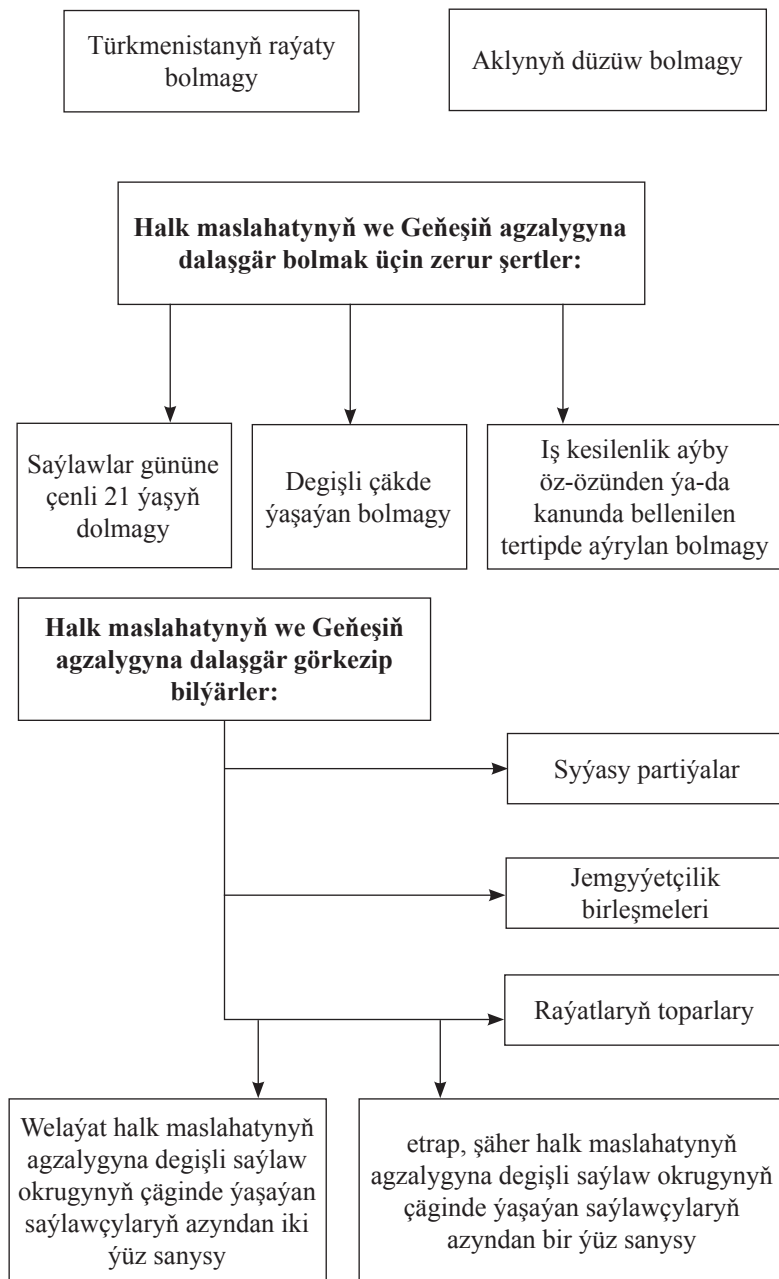 Türkmenistanyň raýaty
bolmagy
Aklynyň düzüw bolmagy
Halk maslahatynyň we Geňeşiň agzalygyna
dalaşgär bolmak üçin zerur şertler:
Saýlawlar gününe
çenli 21 ýaşyň
dolmagy
Degişli çäkde
ýaşaýan bolmagy
Iş kesilenlik aýby
öz-özünden ýa-da
kanunda bellenilen
tertipde aýrylan bolmagy
Halk maslahatynyň we Geňeşiň
agzalygyna dalaşgär görkezip
bilýärler:
Syýasy partiýalar
Jemgyýetçilik
birleşmeleri
Raýatlaryň toparlary
Welaýat halk maslahatynyň
agzalygyna degişli saýlaw
okrugynyň çäginde ýaşaýan
saýlawçylaryň azyndan iki
ýüz sanysy
etrap, şäher halk maslahatynyň
agzalygyna degişli saýlaw okrugynyň
çäginde ýaşaýan saýlawçylaryň
azyndan bir ýüz sanysy